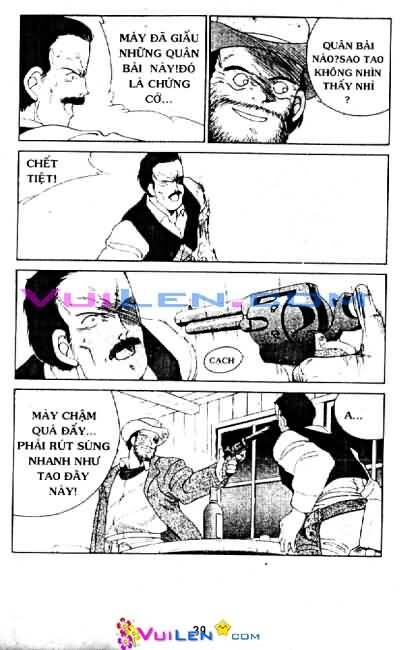 MÀY ĐÃ GIẤU
NHỮNG QUÂN
BÀI NÀY!ĐÓ
LÀ CHỨNG
CỚ...
QUÂN BÀI
NÀO?SAO TAO
KHÔNG NHÌN
THẤY NHỈ
?
CHẾT
TIỆT!
VUILEN.COM
CẠCH
MÀY CHẬM
QUÁ ĐẤY...
PHẢI RÚT SÚNG
NHANH NHƯ
TAO ĐÂY
NÀY!
A...
39
VUILEN.COM